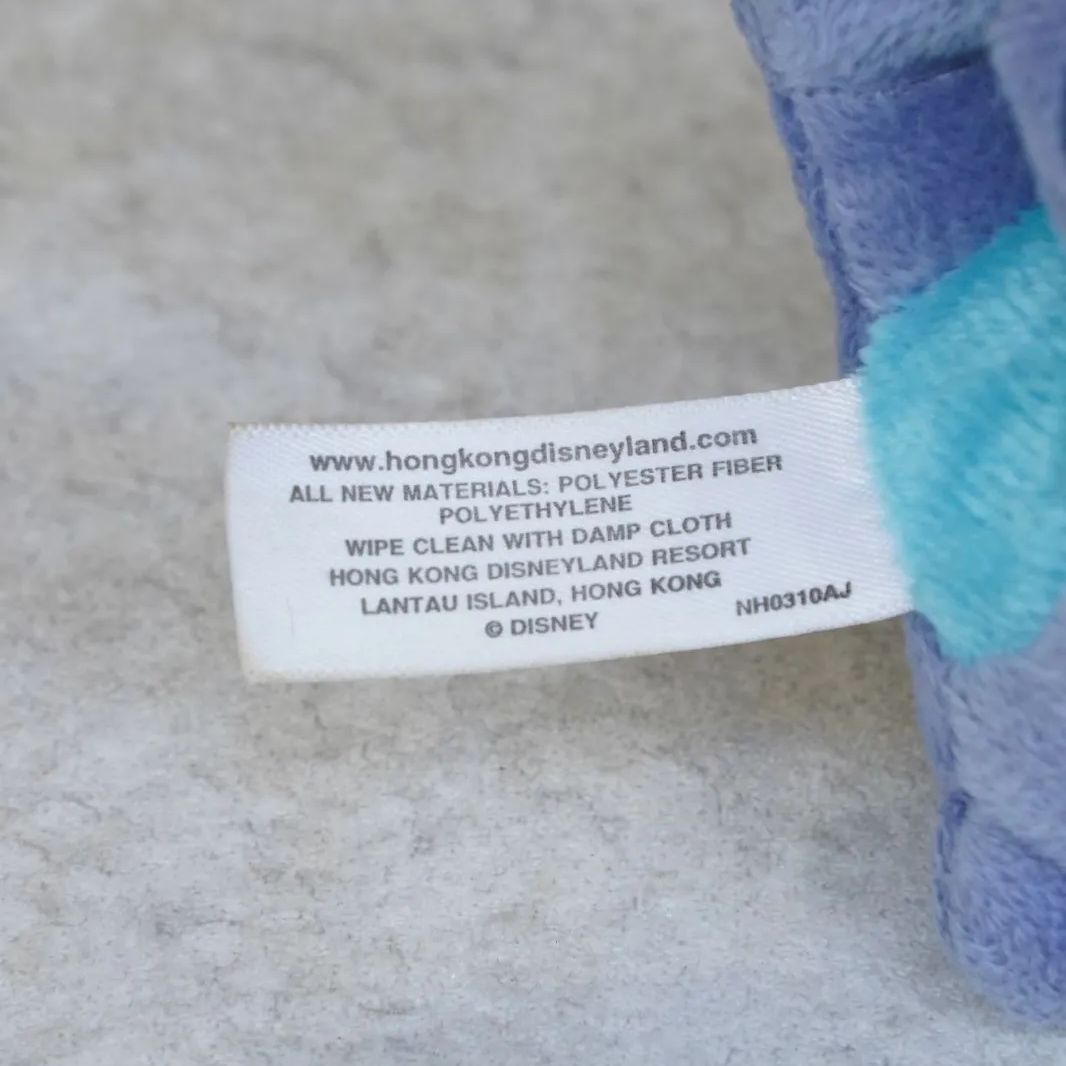 www.hongkongdisneyland.com
ALL NEW MATERIALS: POLYESTER FIBER
POLYETHYLENE
WIPE CLEAN WITH DAMP CLOTH
HONG KONG DISNEYLAND RESORT
LANTAU ISLAND, HONG KONG
© DISNEY
NH0310AJ